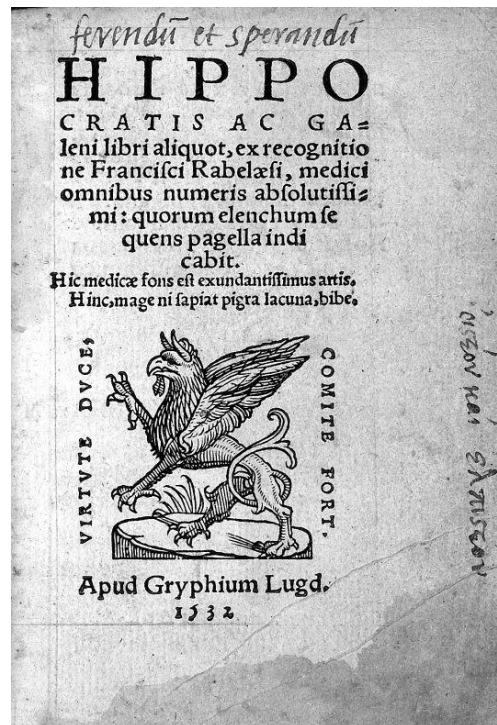 ferendū et sperandū
HIPPO
CRATIS AC GA=
leni libri aliquot, ex recognitio
ne Francisci Rabelæsi, medici
omnibus numeris absolutissi=
mi: quorum elenchum se
quens pagella indi
cabit.
Hic medicæ fons est exundantissimus artis.
Hinc, mage ni sapiat pigra lacuna, bibe.
VIRTVTE DVCE,
COMITE FORT.
Apud Gryphium Lugd.
1532